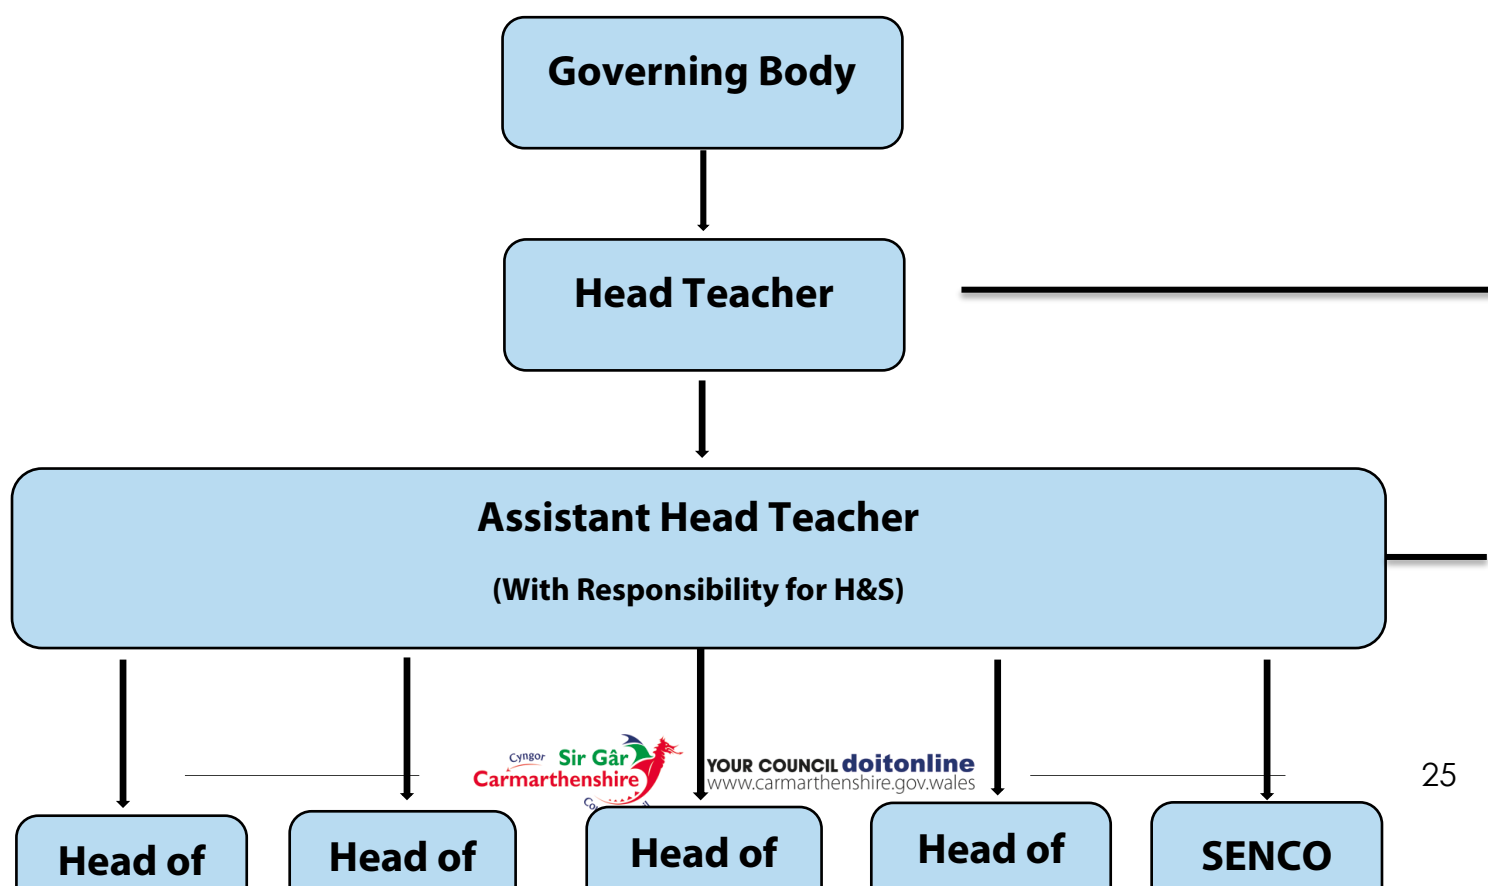 Governing Body
Head Teacher
Assistant Head Teacher
(With Responsibility for H&S)
Cyngor Sir Gâr
Carmarthenshire
YOUR COUNCIL doitonline
www.carmarthenshire.gov.wales
25
Head of
Head of
Head of
Head of
SENCO